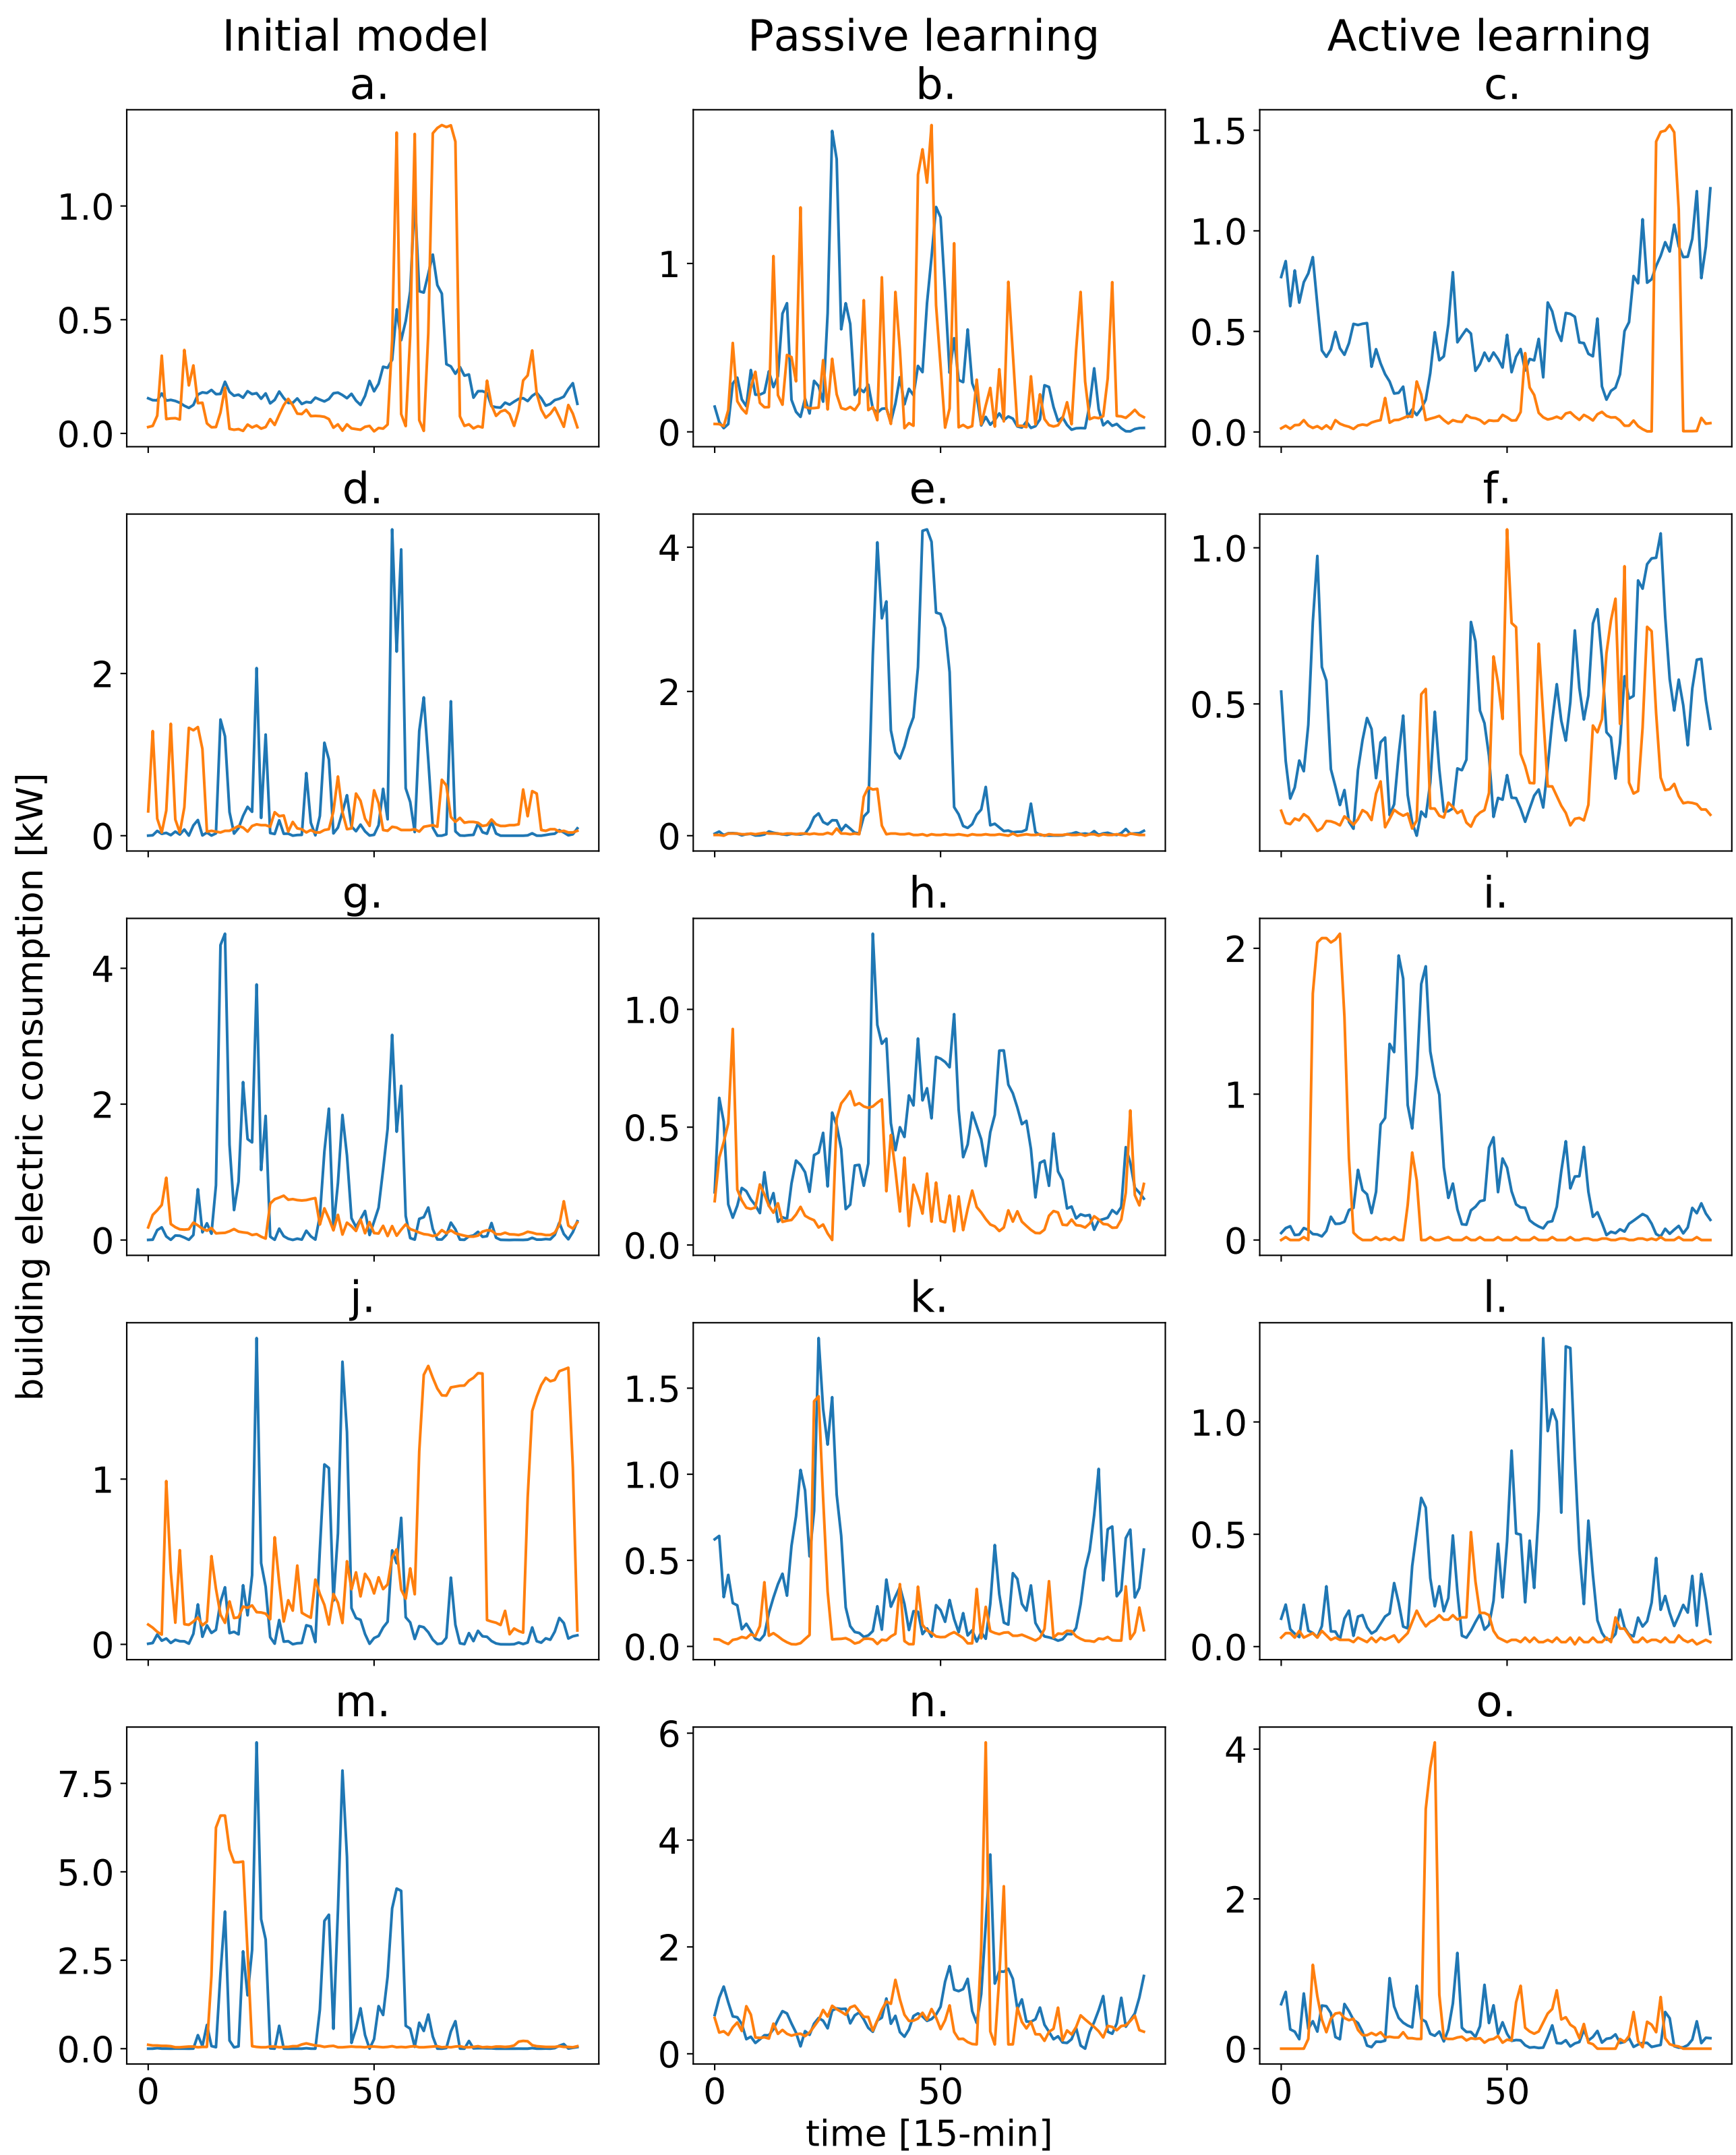 Initial model
Passive learning
Active learning
a.
b.
c.
1.0
0.5
0.0
1
0
1.5
1.0
0.5
0.0
d.
e.
f.
2
0
4
2
0
1.0
0.5
g.
h.
i.
4
2
0
1.0
0.5
0.0
2
1
0
j.
k.
l.
1
0
1.5
1.0
0.5
0.0
1.0
0.5
0.0
m.
n.
o.
7.5
5.0
2.5
0.0
6
4
2
0
4
2
0
0 50
0 50
0 50
building electric consumption [kW]
time [15-min]